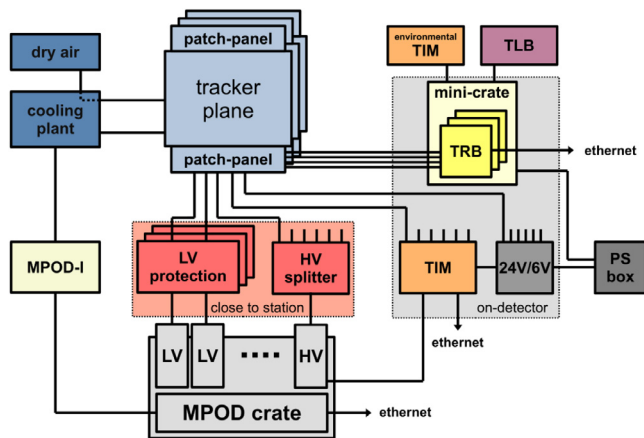 patch-panel
environmental
TIM
TLB
dry air
mini-crate
tracker
plane
cooling
plant
patch-panel
TRB
ethernet
MPOD-I
LV
protection
HV
splitter
TIM
24V/6V
PS
box
close to station
on-detector
ethernet
LV
LV
HV
MPOD crate
ethernet